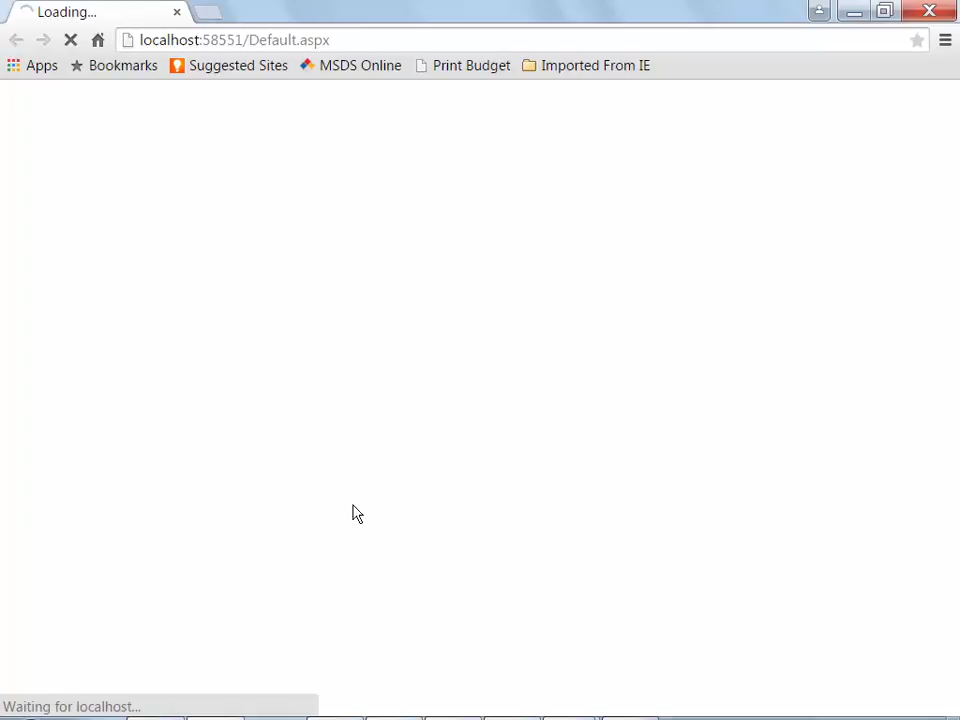 Loading...
localhost:58551/Default.aspx
Apps Bookmarks Suggested Sites MSDS Online Print Budget Imported From IE
Waiting for localhost...